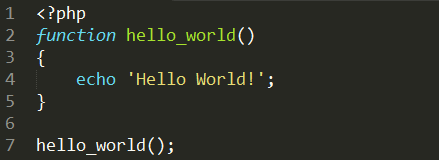 1 <?php
2 function hello_world()
3 {
4     echo 'Hello World!';
5 }
6
7 hello_world();